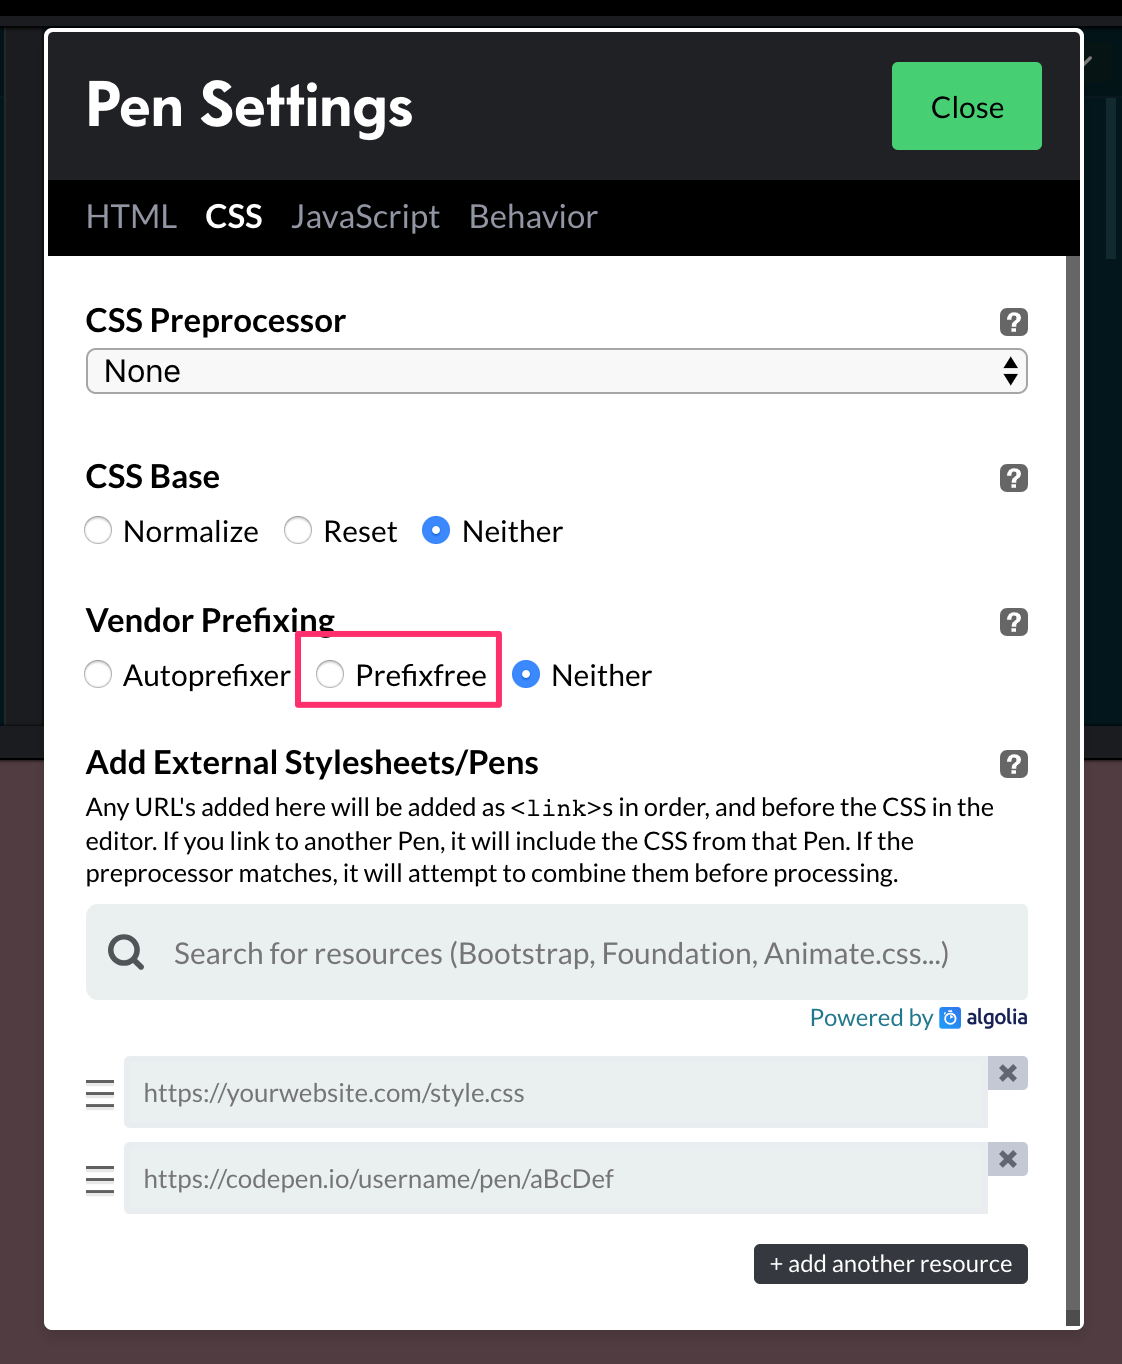 Pen Settings
Close
HTML CSS JavaScript Behavior
CSS Preprocessor ?
None
CSS Base ?
Normalize Reset Neither
Vendor Prefixing ?
Autoprefixer Prefixfree Neither
Add External Stylesheets/Pens ?
Any URL's added here will be added as <link>s in order, and before the CSS in the
editor. If you link to another Pen, it will include the CSS from that Pen. If the
preprocessor matches, it will attempt to combine them before processing.
Search for resources (Bootstrap, Foundation, Animate.css...)
Powered by algolia
https://yourwebsite.com/style.css
https://codepen.io/username/pen/aBcDef
+ add another resource